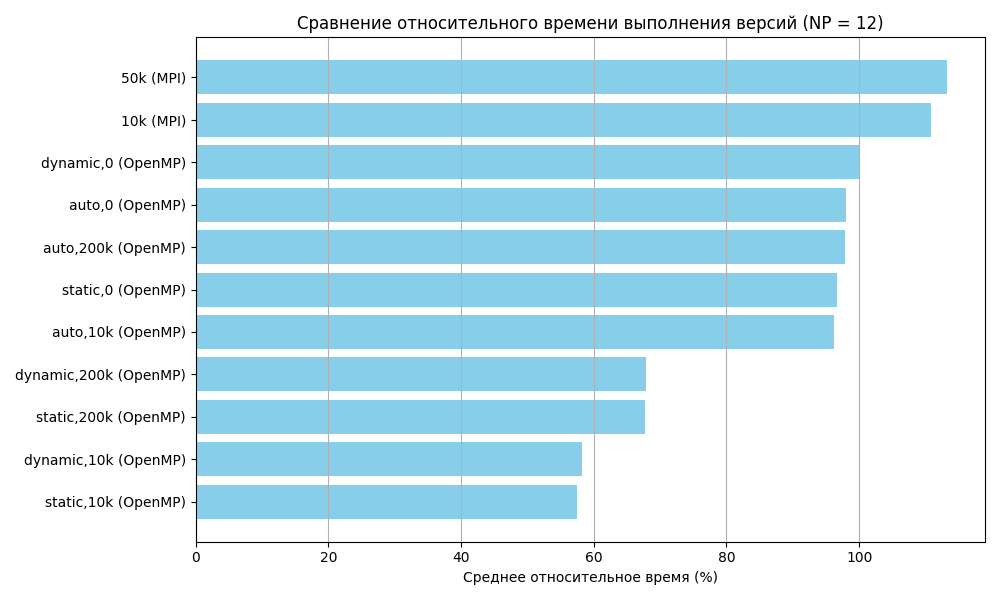 Сравнение относительного времени выполнения версий (NP = 12)
50k (MPI)
10k (MPI)
dynamic,0 (OpenMP)
auto,0 (OpenMP)
auto,200k (OpenMP)
static,0 (OpenMP)
auto,10k (OpenMP)
dynamic,200k (OpenMP)
static,200k (OpenMP)
dynamic,10k (OpenMP)
static,10k (OpenMP)
0 20 40 60 80 100
Среднее относительное время (%)